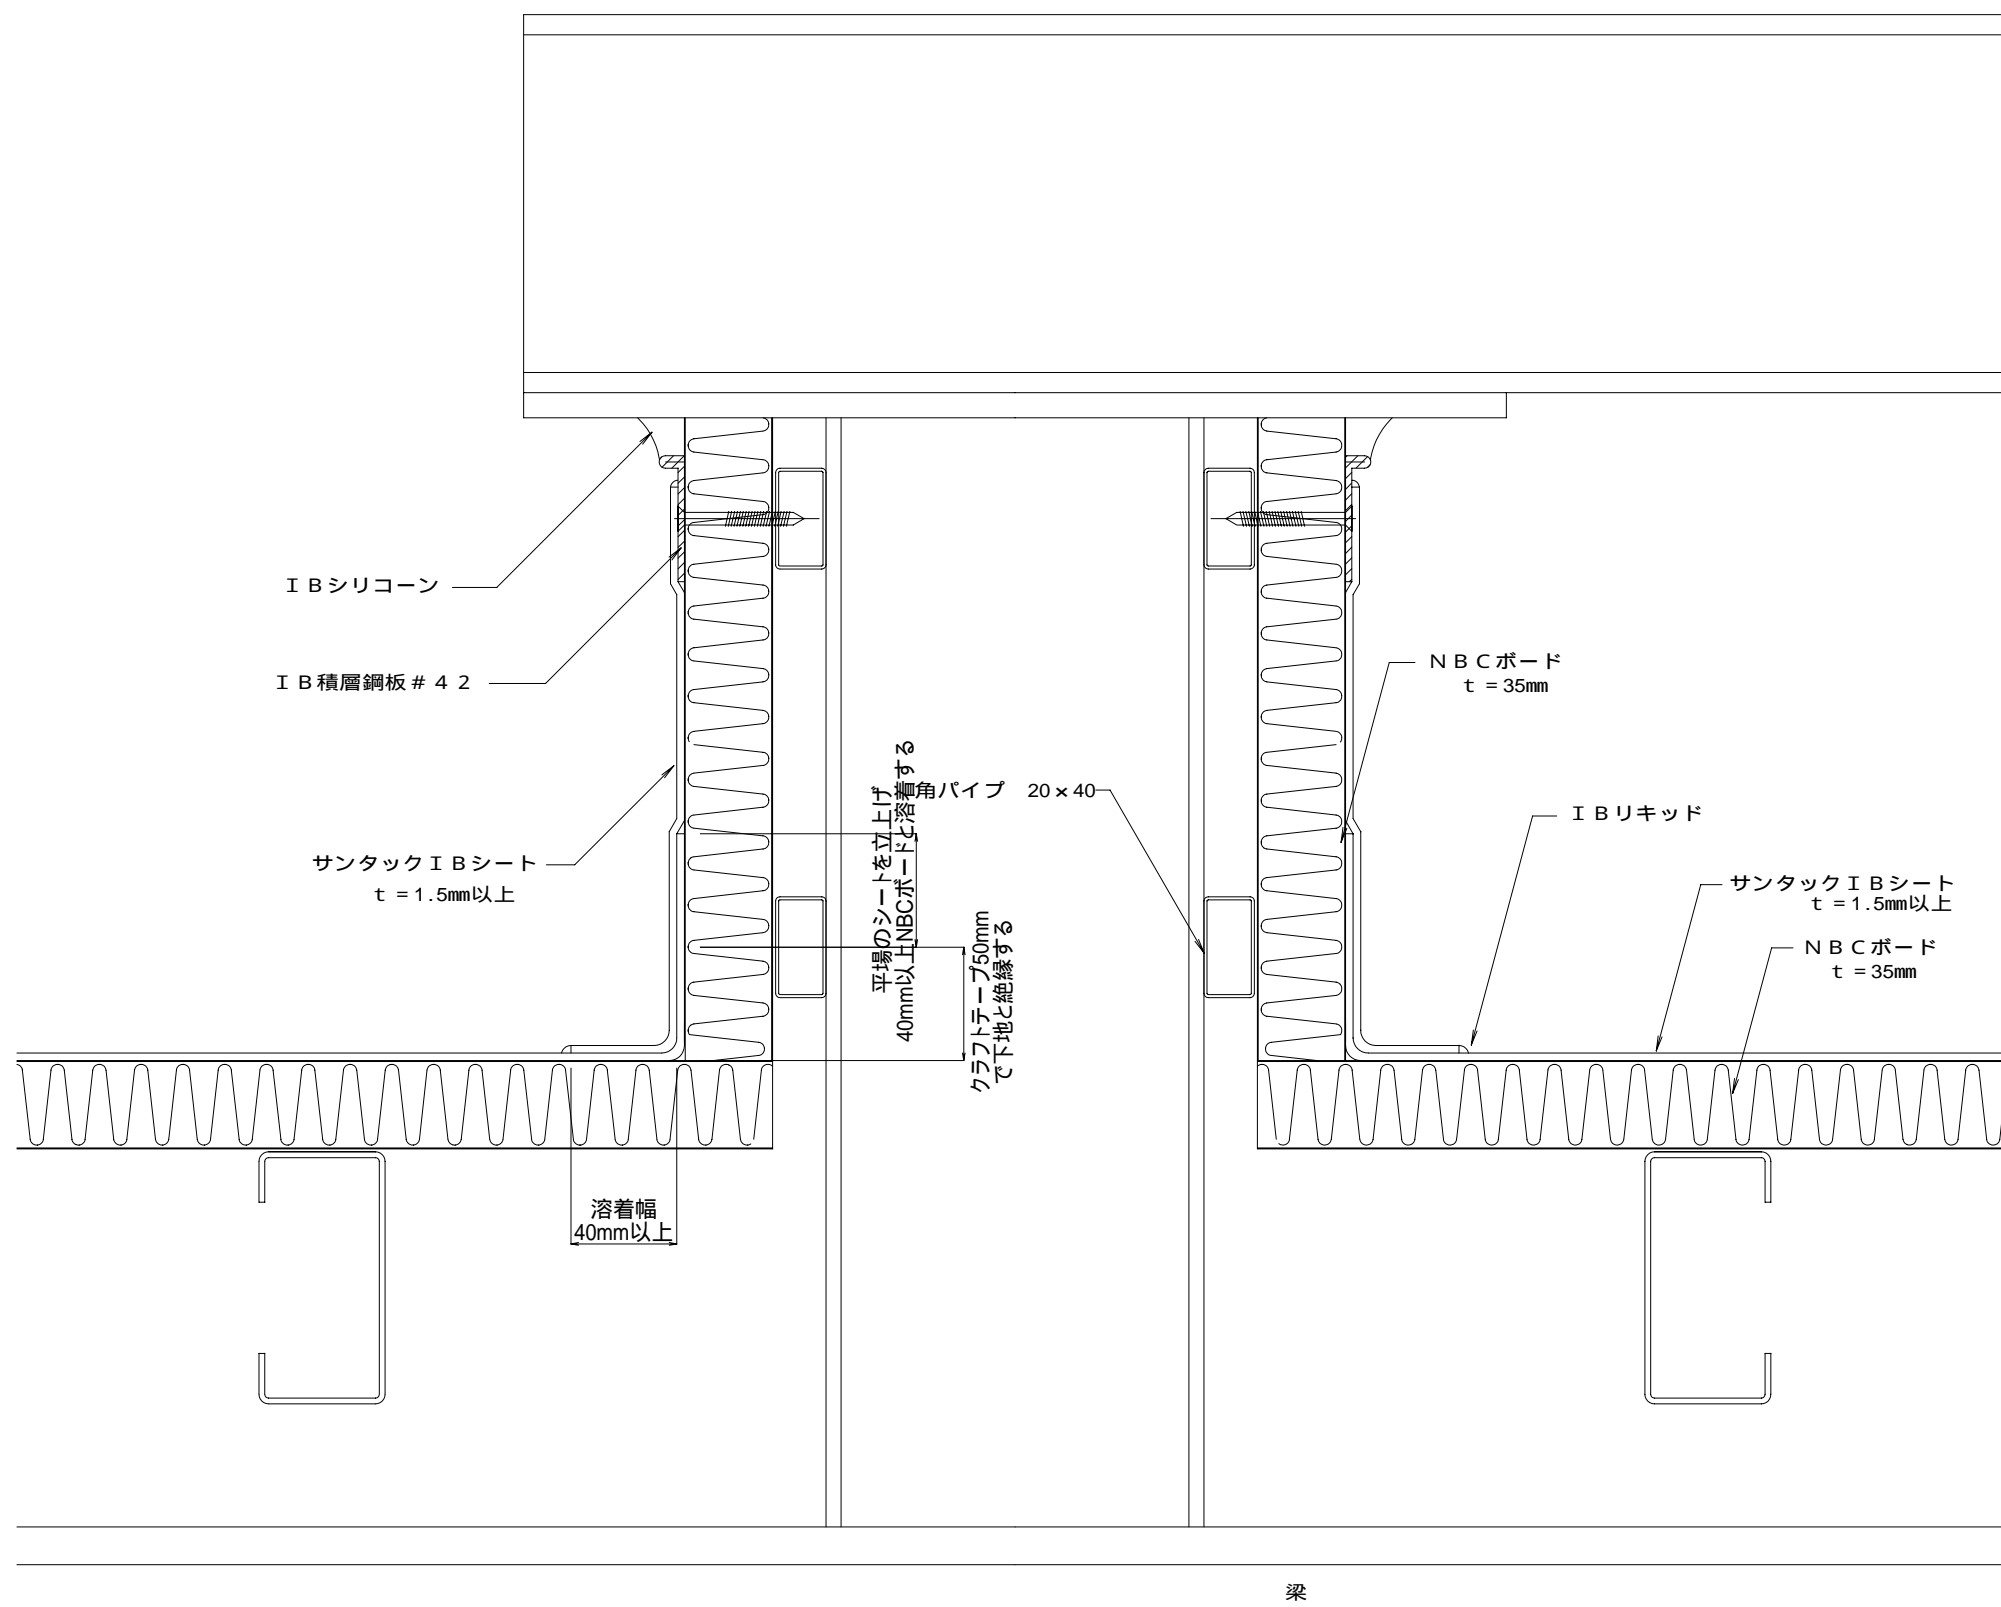 ＩＢシリコーン
ＩＢ積層鋼板＃４２
サンタックＩＢシート
ｔ＝1.5㎜以上
平場のシートを立上げ
40mm以上NBCボードと溶着する
クラフトテープ50mm
で下地と絶縁する
角パイプ　20×40
ＮＢＣボード
ｔ＝35㎜
ＩＢリキッド
サンタックＩＢシート
ｔ＝1.5㎜以上
ＮＢＣボード
ｔ＝35㎜
溶着幅
40mm以上
梁